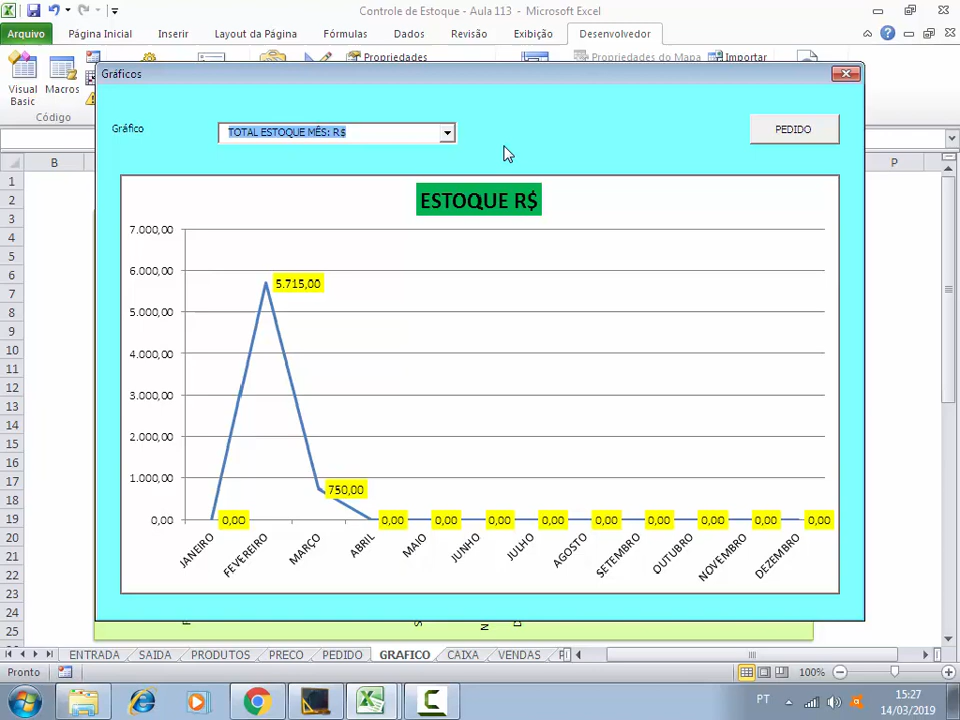 Controle de Estoque - Aula 113 - Microsoft Excel
Arquivo Página Inicial Inserir Layout da Página Fórmulas Dados Revisão Exibição Desenvolvedor
Propriedades Propriedades do Mapa Importar
Visual Basic Macros
Código
Gráficos
Gráfico TOTAL ESTOQUE MÊS: R$ PEDIDO
B P
ESTOQUE R$
7.000,00
6.000,00
5.000,00
4.000,00
3.000,00
2.000,00
1.000,00
0,00
5.715,00
750,00
0,00 0,00 0,00 0,00 0,00 0,00 0,00 0,00 0,00 0,00
JANEIRO FEVEREIRO MARÇO ABRIL MAIO JUNHO JULHO AGOSTO SETEMBRO OUTUBRO NOVEMBRO DEZEMBRO
1
2
3
4
5
6
7
8
9
10
11
12
13
14
15
16
17
18
19
20
21
22
23
24
25
ENTRADA SAIDA PRODUTOS PRECO PEDIDO GRAFICO CAIXA VENDAS
Pronto 100%
PT 15:27
14/03/2019